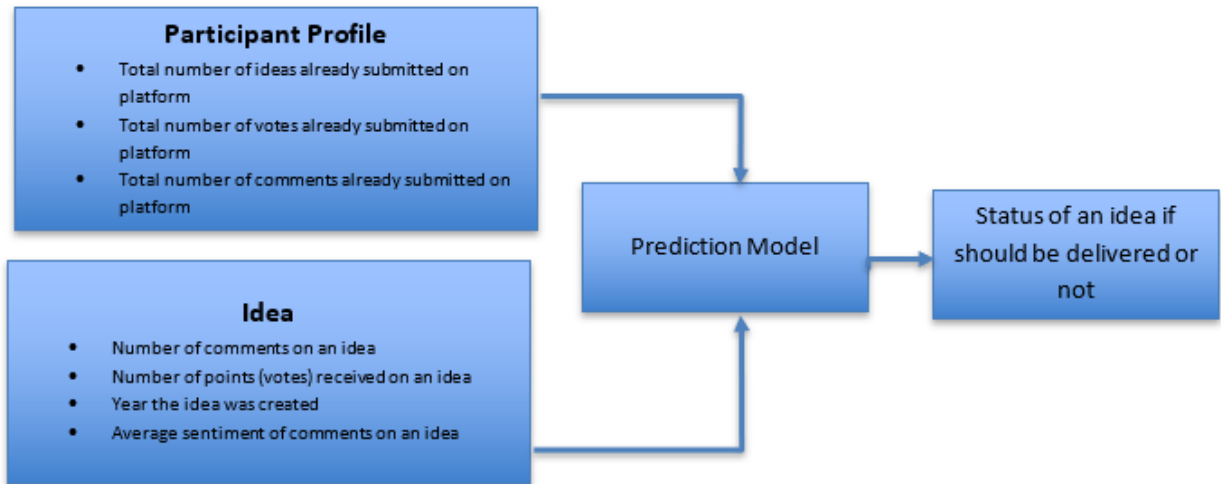 Participant Profile
• Total number of ideas already submitted on
platform
• Total number of votes already submitted on
platform
• Total number of comments already submitted on
platform
Idea
• Number of comments on an idea
• Number of points (votes) received on an idea
• Year the idea was created
• Average sentiment of comments on an idea
Prediction Model
Status of an idea if
should be delivered or
not